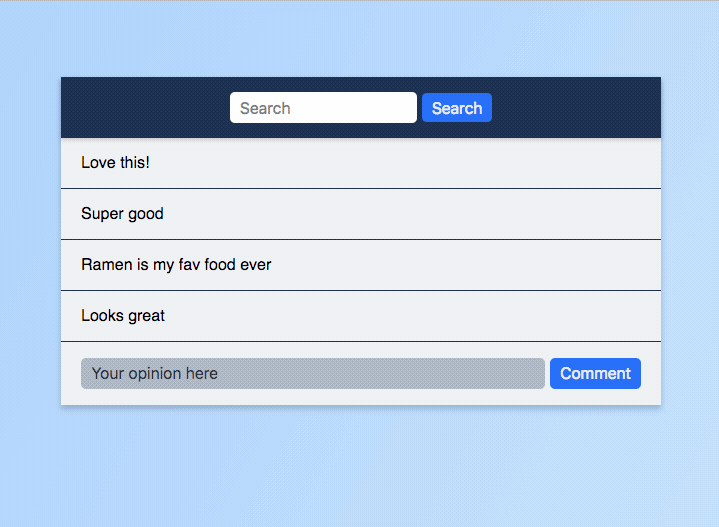 Search Search
Love this!
Super good
Ramen is my fav food ever
Looks great
Your opinion here Comment